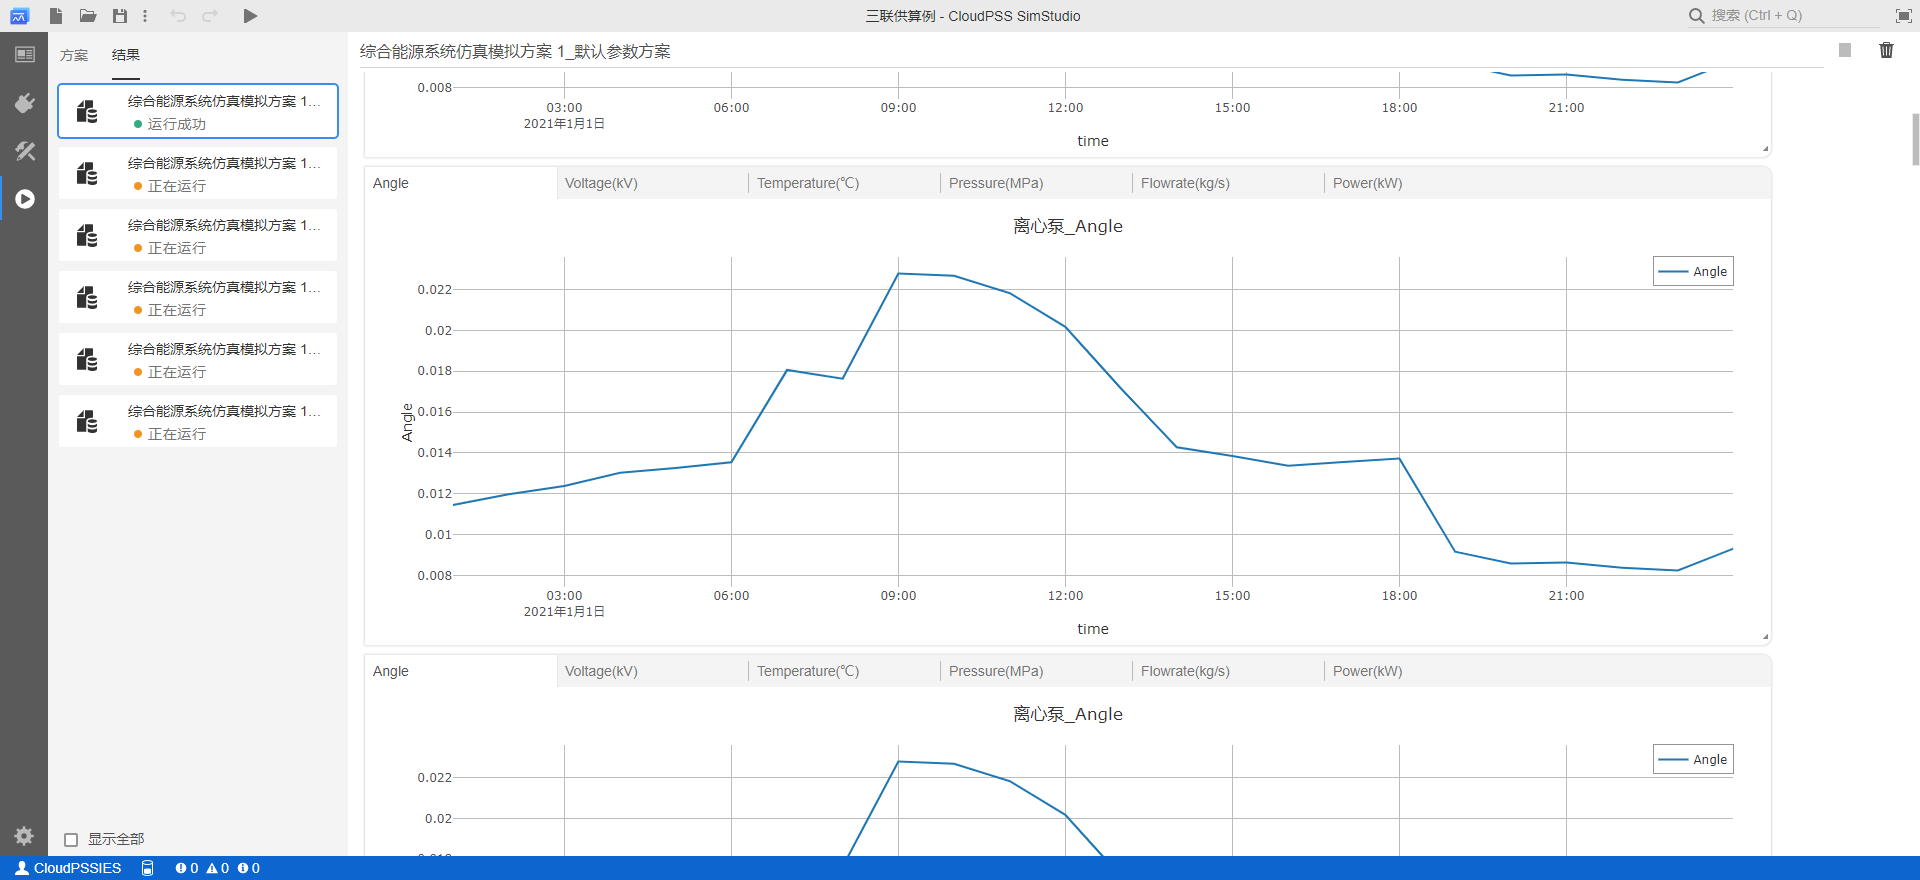 三联供算例 - CloudPSS SimStudio
搜索 (Ctrl + Q)
方案
结果
综合能源系统仿真模拟方案 1...
运行成功
综合能源系统仿真模拟方案 1...
正在运行
综合能源系统仿真模拟方案 1...
正在运行
综合能源系统仿真模拟方案 1...
正在运行
综合能源系统仿真模拟方案 1...
正在运行
综合能源系统仿真模拟方案 1...
正在运行
显示全部
综合能源系统仿真模拟方案 1_默认参数方案
0.008
03:00 06:00 09:00 12:00 15:00 18:00 21:00
2021年1月1日
time
Angle Voltage(kV) Temperature(℃) Pressure(MPa) Flowrate(kg/s) Power(kW)
离心泵_Angle
Angle
0.022
0.02
0.018
0.016
0.014
0.012
0.01
0.008
Angle
03:00 06:00 09:00 12:00 15:00 18:00 21:00
2021年1月1日
time
Angle Voltage(kV) Temperature(℃) Pressure(MPa) Flowrate(kg/s) Power(kW)
离心泵_Angle
Angle
0.022
0.02
0.018
CloudPSSIES 0 0 0